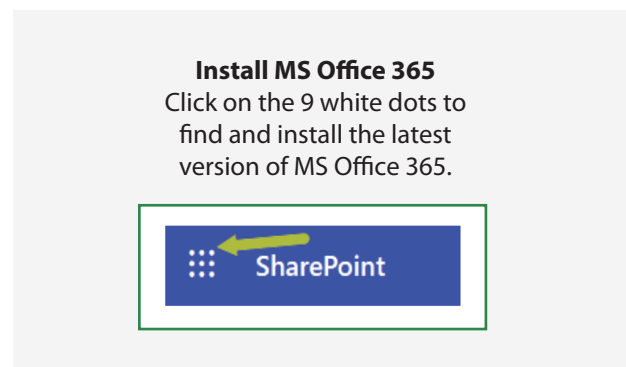 Install MS Office 365
Click on the 9 white dots to
find and install the latest
version of MS Office 365.
SharePoint